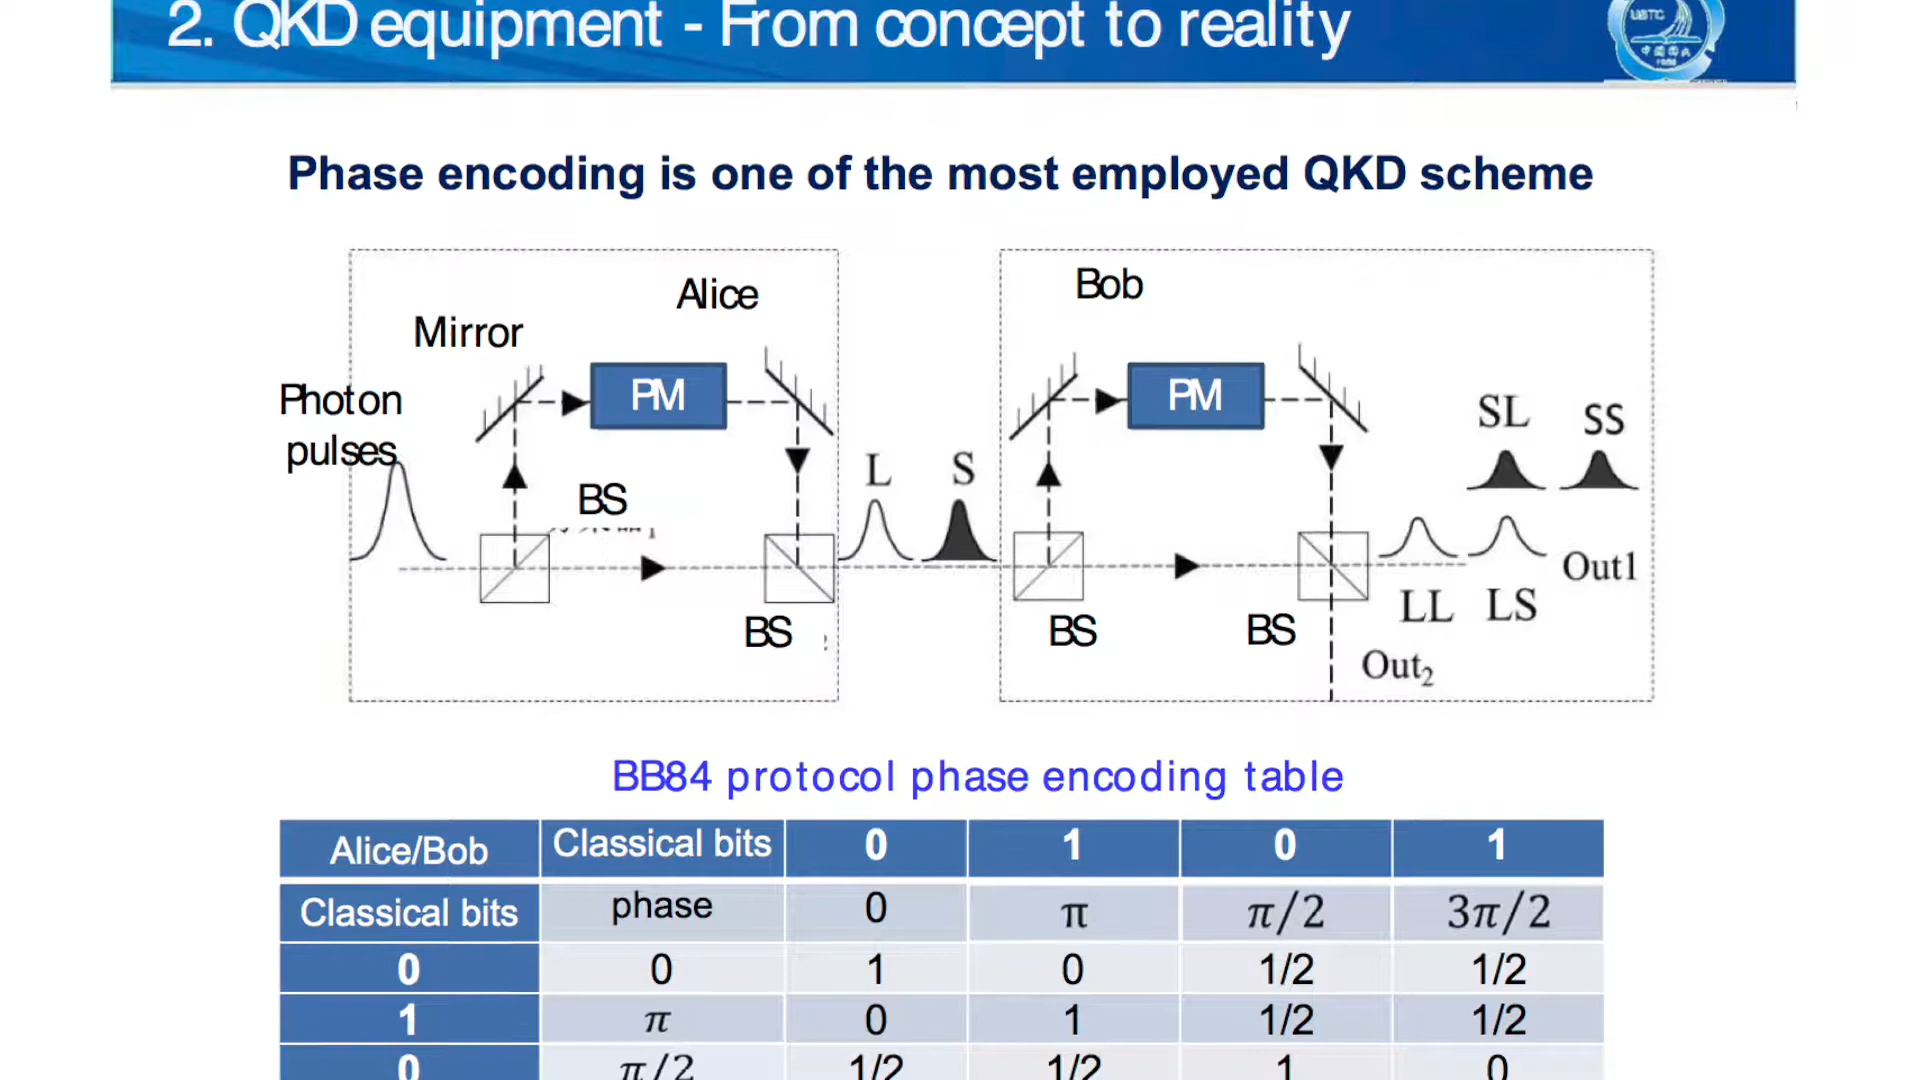 2. QKD equipment - From concept to reality
USTC
Phase encoding is one of the most employed QKD scheme
Alice
Bob
Mirror
Photon
pulses
PM
PM
SL
SS
L
S
BS
Out1
LL
LS
BS
BS
BS
Out2
BB84 protocol phase encoding table
Alice/Bob Classical bits 0 1 0 1
Classical bits phase 0 π π/2 3π/2
0 0 1 0 1/2 1/2
1 π 0 1 1/2 1/2
0 π/2 1/2 1/2 1 0